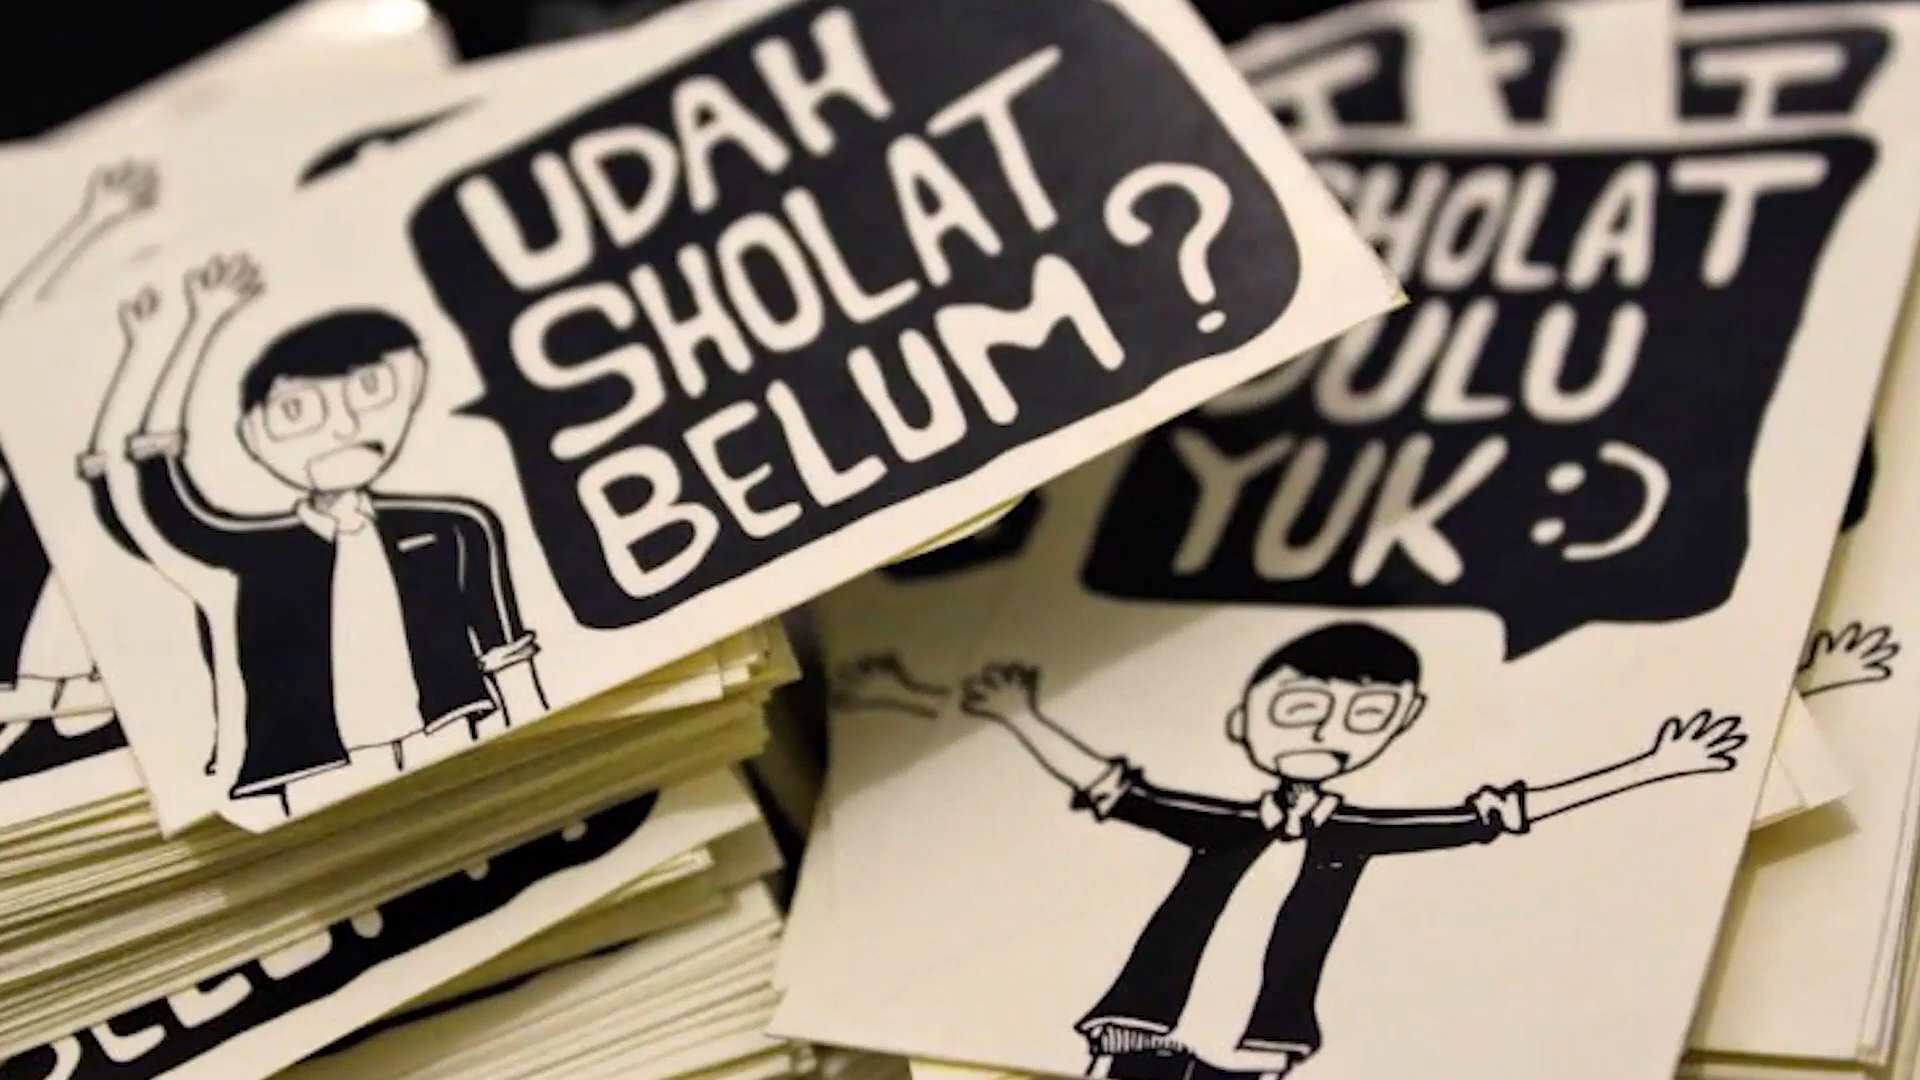 UDAH
SHOLAT
BELUM?
SHOLAT
DULU
YUK :)